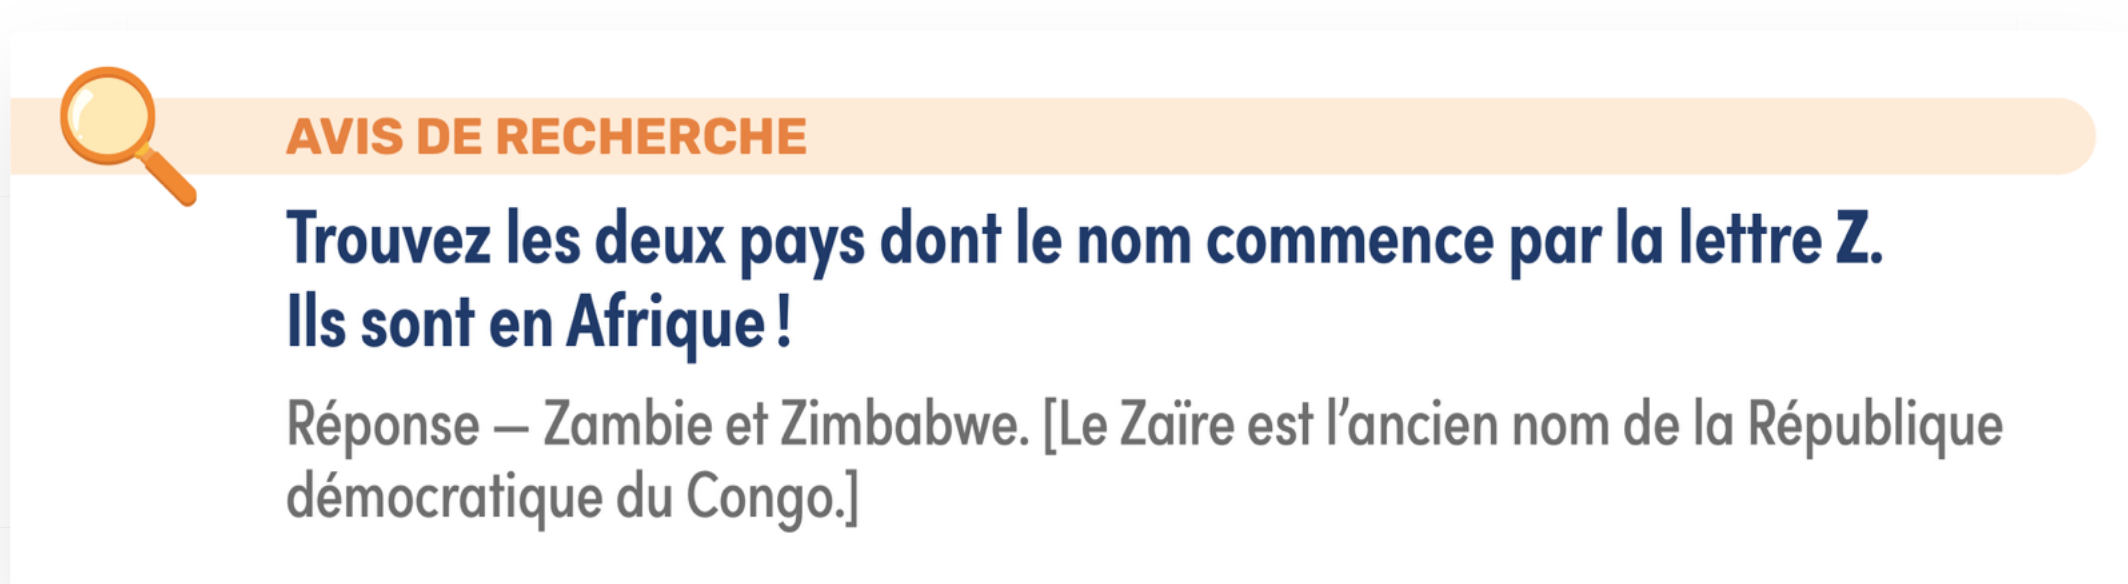 AVIS DE RECHERCHE
Trouvez les deux pays dont le nom commence par la lettre Z.
Ils sont en Afrique !
Réponse – Zambie et Zimbabwe. [Le Zaïre est l’ancien nom de la République
démocratique du Congo.]